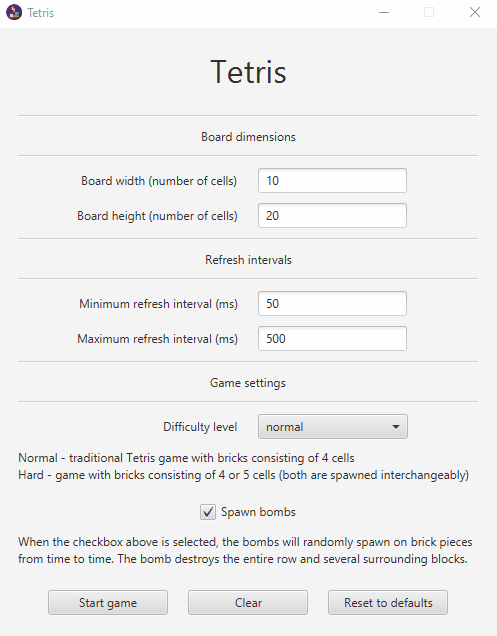 Tetris
Tetris
Board dimensions
Board width (number of cells) 10
Board height (number of cells) 20
Refresh intervals
Minimum refresh interval (ms) 50
Maximum refresh interval (ms) 500
Game settings
Difficulty level normal
Normal - traditional Tetris game with bricks consisting of 4 cells
Hard - game with bricks consisting of 4 or 5 cells (both are spawned interchangeably)
Spawn bombs
When the checkbox above is selected, the bombs will randomly spawn on brick pieces
from time to time. The bomb destroys the entire row and several surrounding blocks.
Start game Clear Reset to defaults